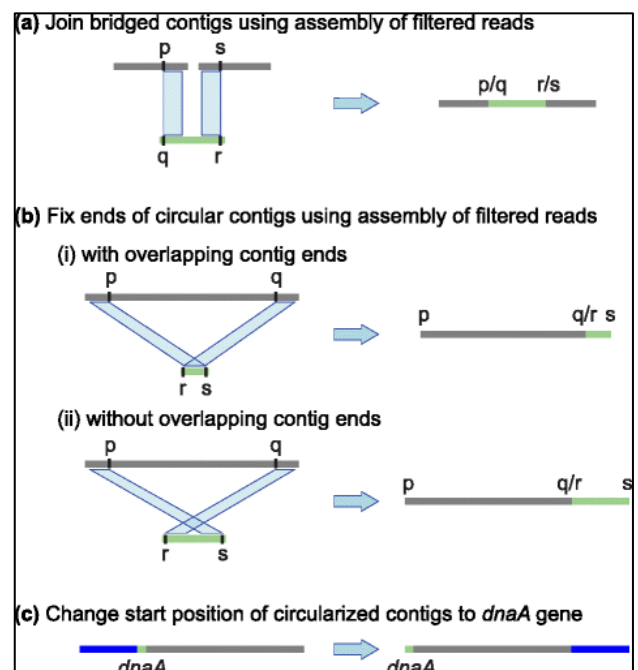 (a) Join bridged contigs using assembly of filtered reads
p s
p/q r/s
q r
(b) Fix ends of circular contigs using assembly of filtered reads
(i) with overlapping contig ends
p q
p q/r s
r s
(ii) without overlapping contig ends
p q
p q/r s
r s
(c) Change start position of circularized contigs to dnaA gene
dnaA dnaA